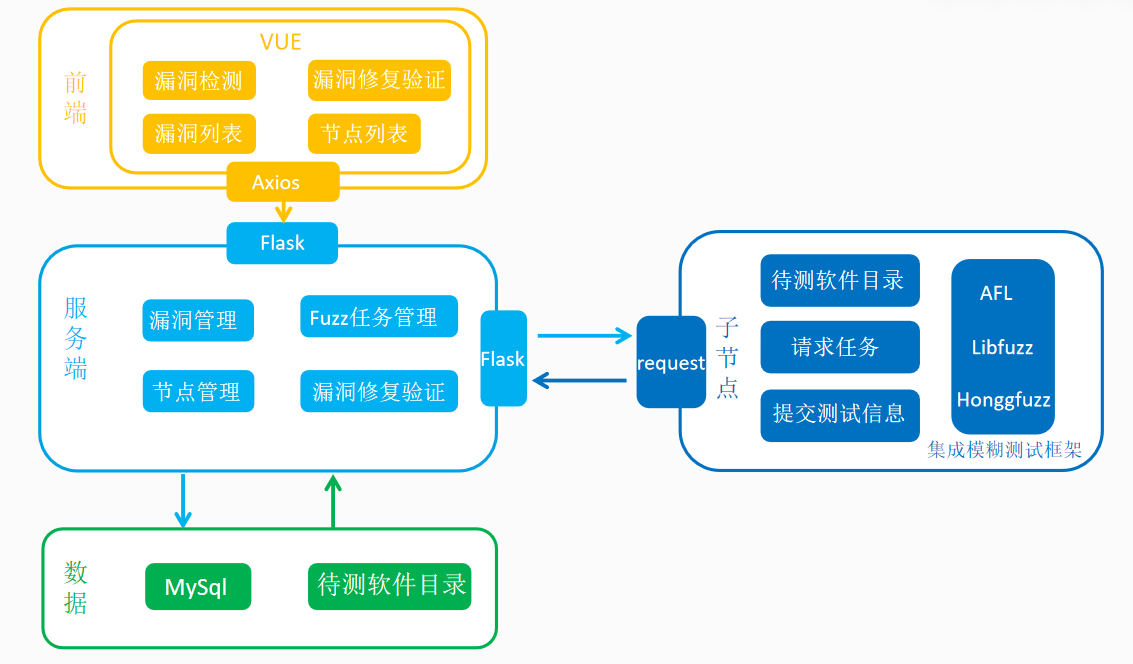 前端
VUE
漏洞检测
漏洞修复验证
漏洞列表
节点列表
Axios
Flask
服务端
漏洞管理
Fuzz任务管理
节点管理
漏洞修复验证
Flask
request
子节点
待测软件目录
请求任务
提交测试信息
AFL
Libfuzz
Honggfuzz
集成模糊测试框架
数据
MySql
待测软件目录